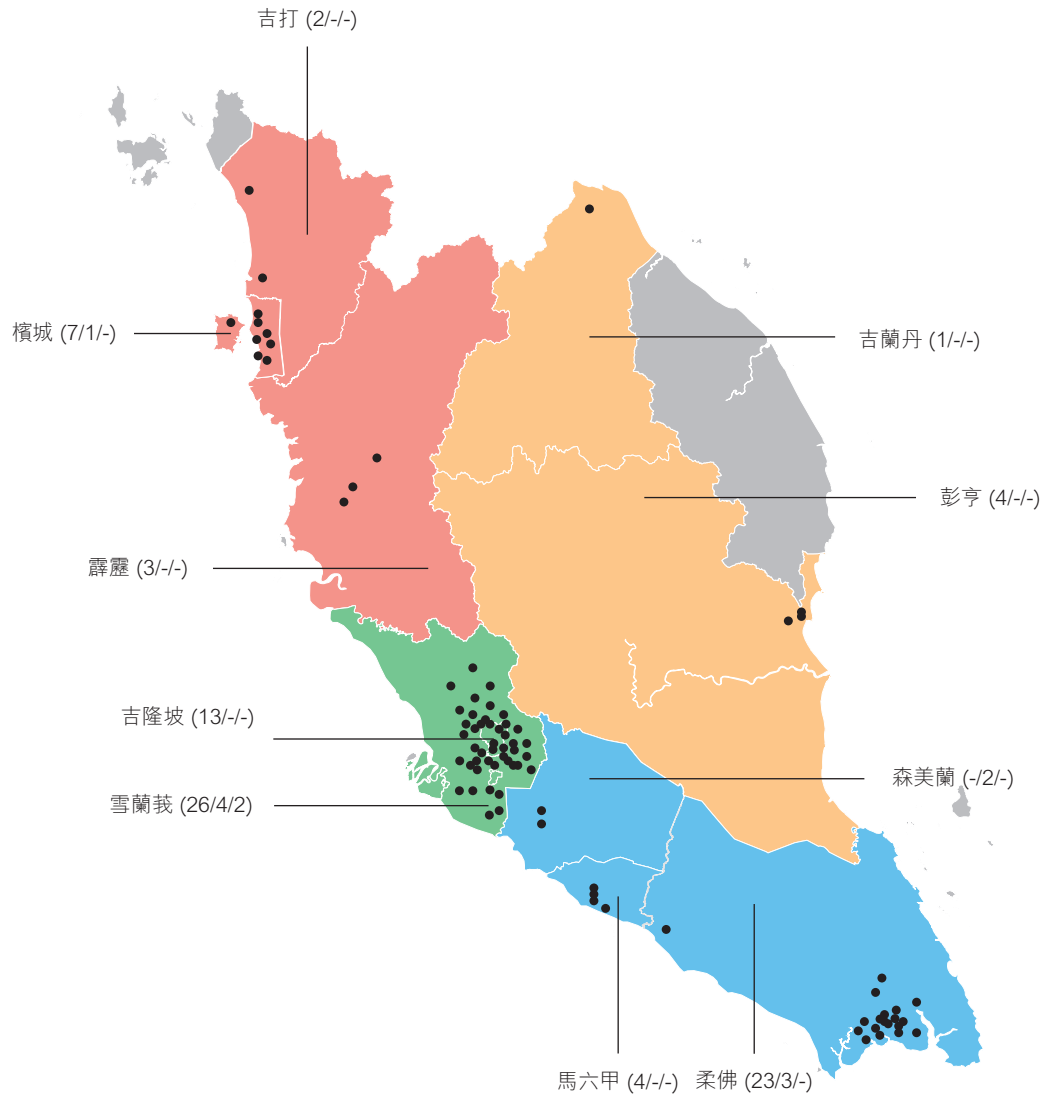 吉打 (2/-/-)
檳城 (7/1/-)
吉蘭丹 (1/-/-)
彭亨 (4/-/-)
霹靂 (3/-/-)
吉隆坡 (13/-/-)
森美蘭 (-/2/-)
雪蘭莪 (26/4/2)
馬六甲 (4/-/-)
柔佛 (23/3/-)